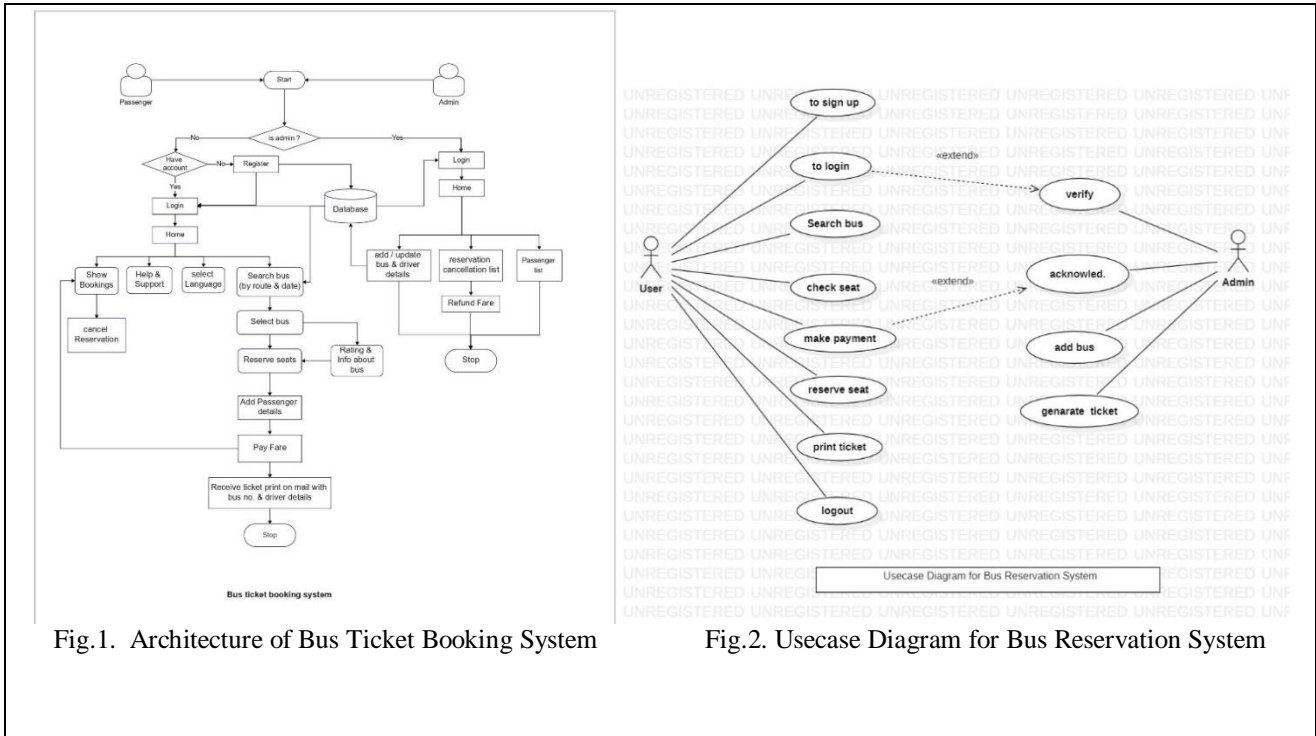 Passenger
Start
Admin
is admin ?
No
Yes
Have
account
No
Register
Login
Yes
Home
Login
Database
Home
Show
Bookings
Help &
Support
select
Language
Search bus
(by route & date)
add / update
bus & driver
details
reservation
cancellation list
Passenger
list
Refund Fare
cancel
Reservation
Select bus
Reserve seats
Rating &
Info about
bus
Stop
Add Passenger
details
Pay Fare
Receive ticket print on mail with
bus no. & driver details
Stop
Bus ticket booking system
Fig.1. Architecture of Bus Ticket Booking System
UNREGISTERED
to sign up
to login
«extend»
verify
Search bus
User
check seat
«extend»
acknowled.
Admin
make payment
add bus
reserve seat
genarate ticket
print ticket
logout
Usecase Diagram for Bus Reservation System
Fig.2. Usecase Diagram for Bus Reservation System